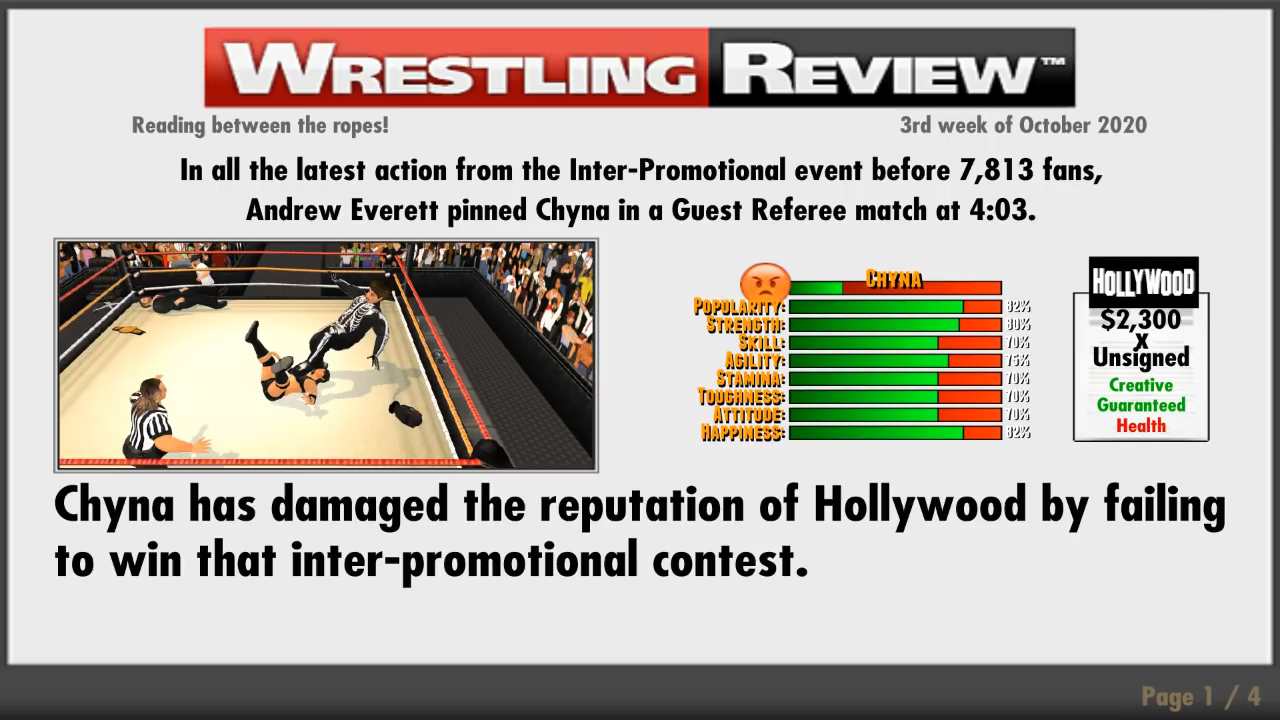 WRESTLING REVIEW™
Reading between the ropes!
3rd week of October 2020
In all the latest action from the Inter-Promotional event before 7,813 fans,
Andrew Everett pinned Chyna in a Guest Referee match at 4:03.
CHYNA
POPULARITY: 82%
STRENGTH: 80%
SKILL: 70%
AGILITY: 75%
STAMINA: 70%
TOUGHNESS: 70%
ATTITUDE: 70%
HAPPINESS: 82%
HOLLYWOOD
$2,300
X
Unsigned
Creative
Guaranteed
Health
Chyna has damaged the reputation of Hollywood by failing
to win that inter-promotional contest.
Page 1 / 4